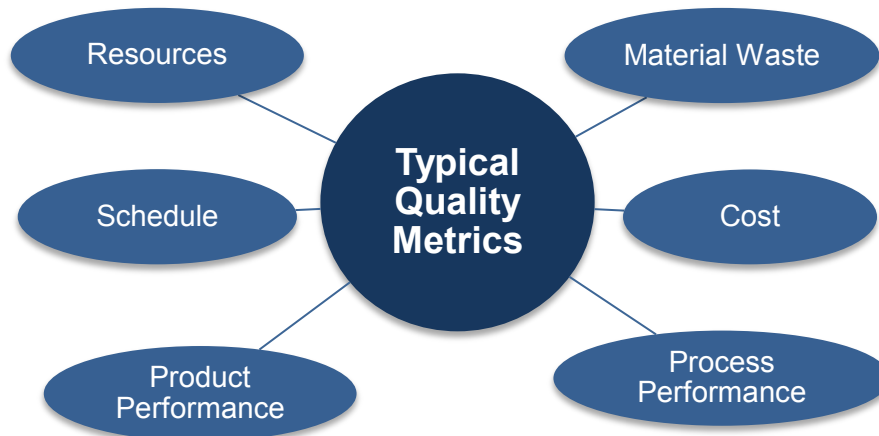 Resources
Material Waste
Typical
Quality
Metrics
Schedule
Cost
Product
Performance
Process
Performance